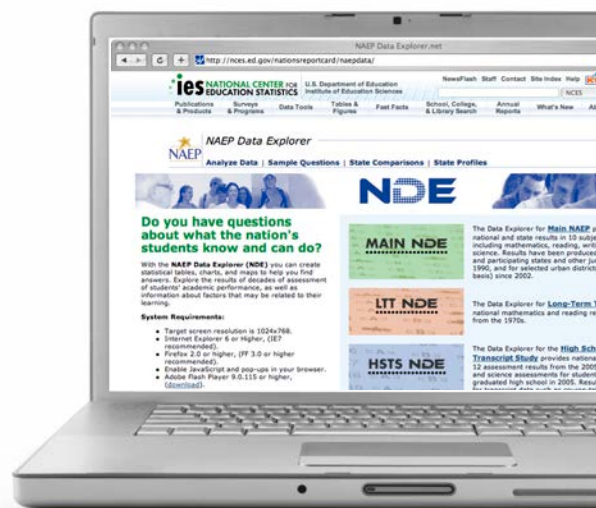 NAEP Data Explorer.net
http://nces.ed.gov/nationsreportcard/naepdata/
NewsFlash Staff Contact Site Index Help
ies NATIONAL CENTER FOR EDUCATION STATISTICS
U.S. Department of Education
Institute of Education Sciences
NCES
Publications & Products
Surveys & Programs
Data Tools
Tables & Figures
Fast Facts
School, College, & Library Search
Annual Reports
What's New
NAEP
NAEP Data Explorer
Analyze Data | Sample Questions | State Comparisons | State Profiles
NDE
Do you have questions
about what the nation's
students know and can do?
With the NAEP Data Explorer (NDE) you can create
statistical tables, charts, and maps to help you find
answers. Explore the results of decades of assessment
of students' academic performance, as well as
information about factors that may be related to their
learning.
System Requirements:
• Target screen resolution is 1024x768.
• Internet Explorer 6 or Higher, (IE7
recommended).
• Firefox 2.0 or higher, (FF 3.0 or higher
recommended).
• Enable JavaScript and pop-ups in your browser.
• Adobe Flash Player 9.0.115 or higher,
(download).
MAIN NDE
The Data Explorer for Main NAEP
national and state results in 10
including mathematics, reading,
science. Results have been produced
and participating states and other
1990, and for selected urban districts
basis) since 2002.
LTT NDE
The Data Explorer for Long-Term
national mathematics and reading
from the 1970s.
HSTS NDE
The Data Explorer for the High
Transcript Study provides
12 assessment results from the 2005
and science assessments for
graduated high school in 2005.